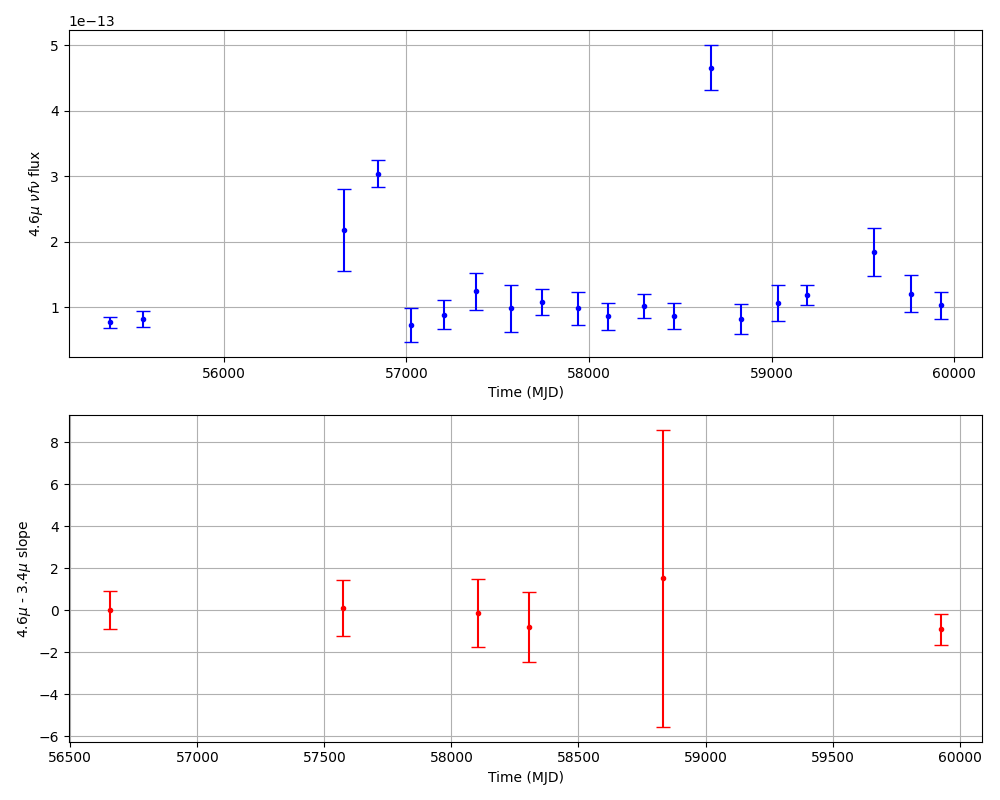 1e−13
5
4
3
2
1
4.6μ νfν flux
56000 57000 58000 59000 60000
Time (MJD)
8
6
4
2
0
−2
−4
−6
4.6μ - 3.4μ slope
56500 57000 57500 58000 58500 59000 59500 60000
Time (MJD)